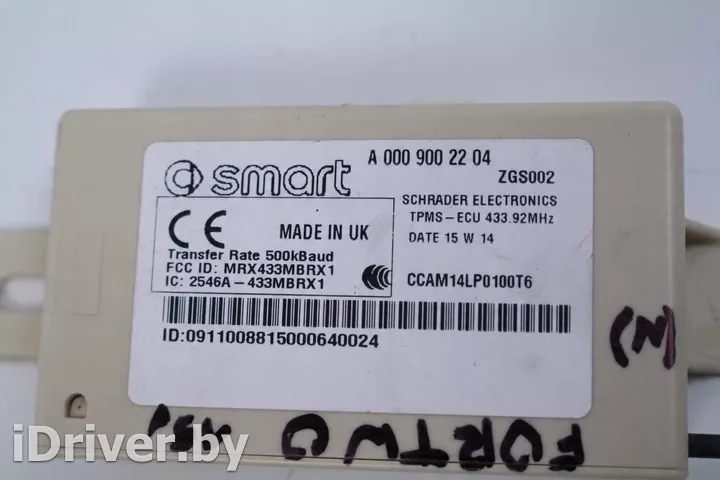 smart
A 000 900 22 04
ZGS002
SCHRADER ELECTRONICS
TPMS-ECU 433.92MHz
DATE 15 W 14
CE MADE IN UK
Transfer Rate 500kBaud
FCC ID: MRX433MBRX1
IC: 2546A-433MBRX1
CCAM14LP0100T6
ID:0911008815000640024
FORTWO
iDriver.by